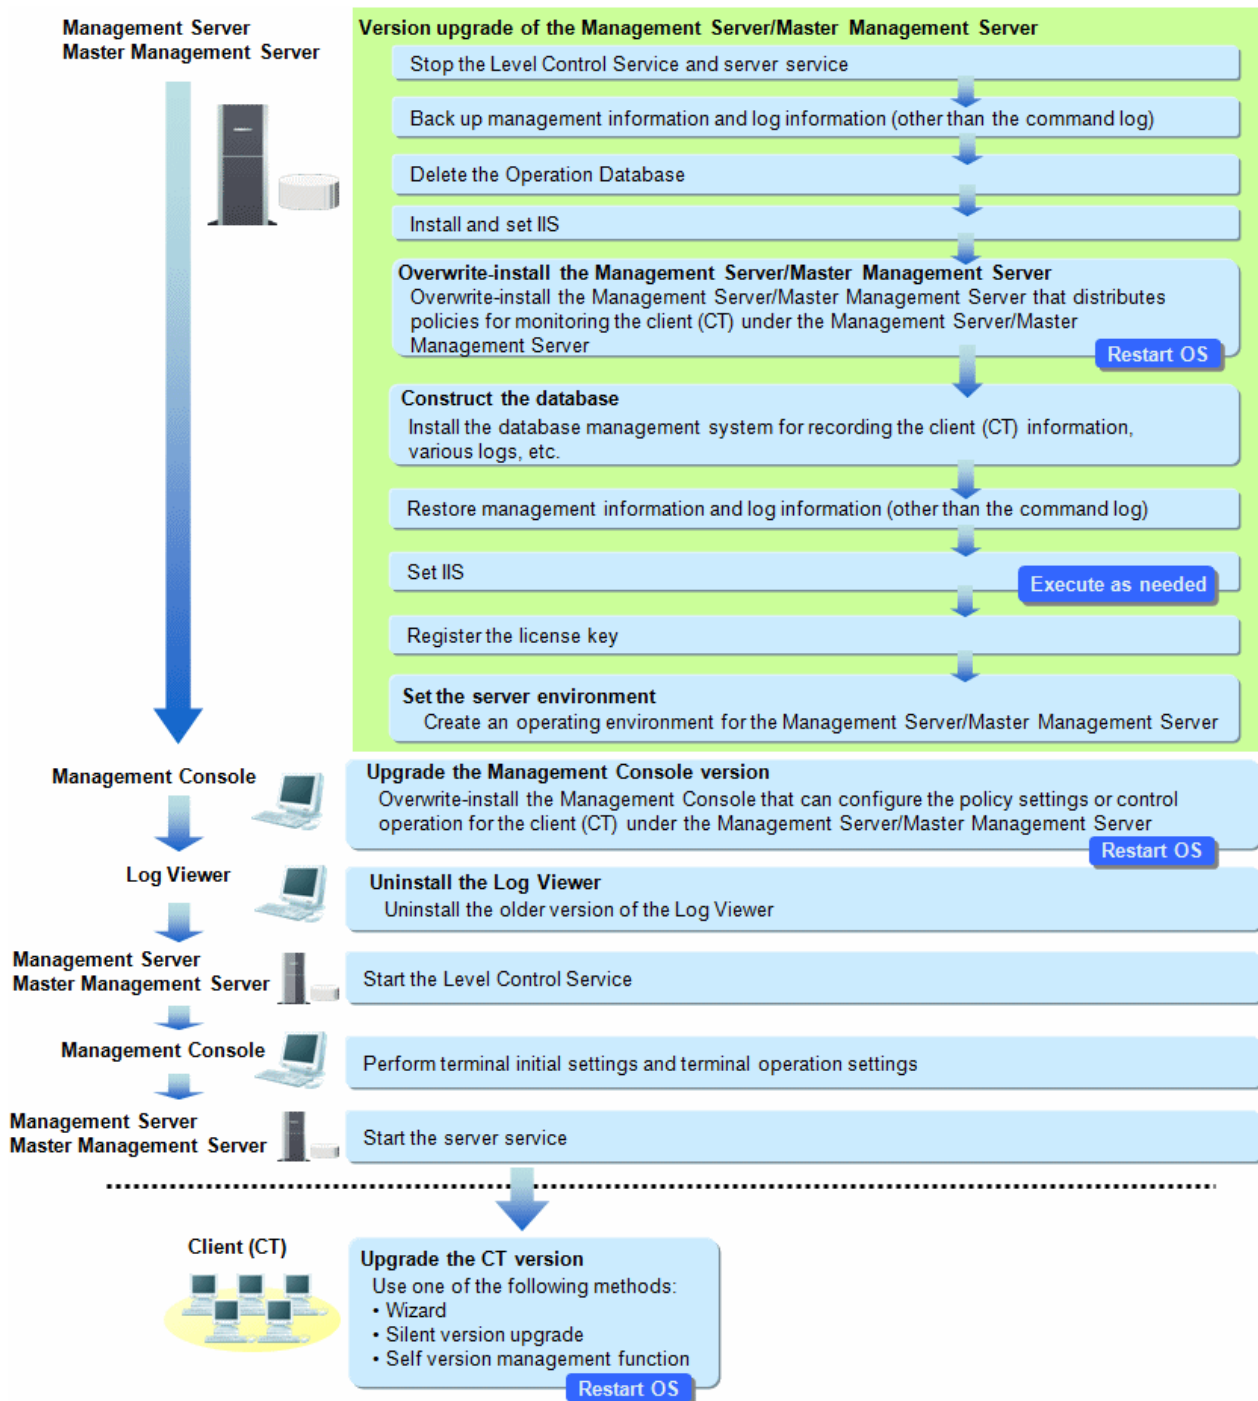 Management Server
Master Management Server
Version upgrade of the Management Server/Master Management Server
Stop the Level Control Service and server service
Back up management information and log information (other than the command log)
Delete the Operation Database
Install and set IIS
Overwrite-install the Management Server/Master Management Server
Overwrite-install the Management Server/Master Management Server that distributes
policies for monitoring the client (CT) under the Management Server/Master
Management Server
Restart OS
Construct the database
Install the database management system for recording the client (CT) information,
various logs, etc.
Restore management information and log information (other than the command log)
Set IIS
Execute as needed
Register the license key
Set the server environment
Create an operating environment for the Management Server/Master Management Server
Management Console
Upgrade the Management Console version
Overwrite-install the Management Console that can configure the policy settings or control
operation for the client (CT) under the Management Server/Master Management Server
Restart OS
Log Viewer
Uninstall the Log Viewer
Uninstall the older version of the Log Viewer
Management Server
Master Management Server
Start the Level Control Service
Management Console
Perform terminal initial settings and terminal operation settings
Management Server
Master Management Server
Start the server service
Client (CT)
Upgrade the CT version
Use one of the following methods:
• Wizard
• Silent version upgrade
• Self version management function
Restart OS